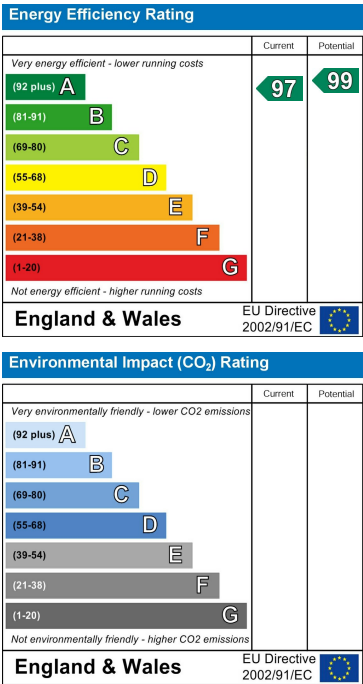 Energy Efficiency Rating
Current Potential
Very energy efficient - lower running costs
(92 plus) A
97 99
(81-91) B
(69-80) C
(55-68) D
(39-54) E
(21-38) F
(1-20) G
Not energy efficient - higher running costs
England & Wales
EU Directive
2002/91/EC
Environmental Impact (CO₂) Rating
Current Potential
Very environmentally friendly - lower CO2 emissions
(92 plus) A
(81-91) B
(69-80) C
(55-68) D
(39-54) E
(21-38) F
(1-20) G
Not environmentally friendly - higher CO2 emissions
England & Wales
EU Directive
2002/91/EC